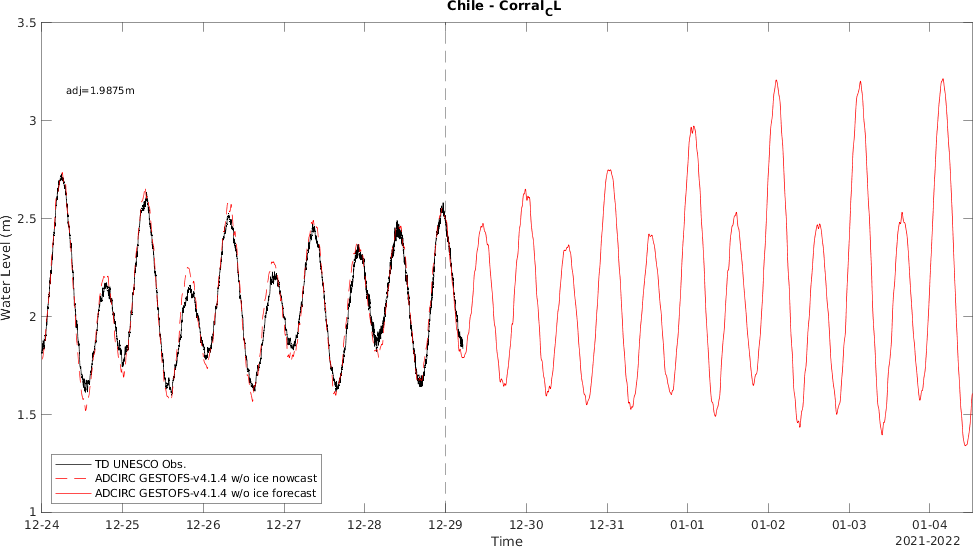 Chile - Corral_CL
3.5
adj=1.9875m
3
2.5
Water Level (m)
2
1.5
TD UNESCO Obs.
ADCIRC GESTOFS-v4.1.4 w/o ice nowcast
ADCIRC GESTOFS-v4.1.4 w/o ice forecast
1
12-24 12-25 12-26 12-27 12-28 12-29 12-30 12-31 01-01 01-02 01-03 01-04
Time
2021-2022